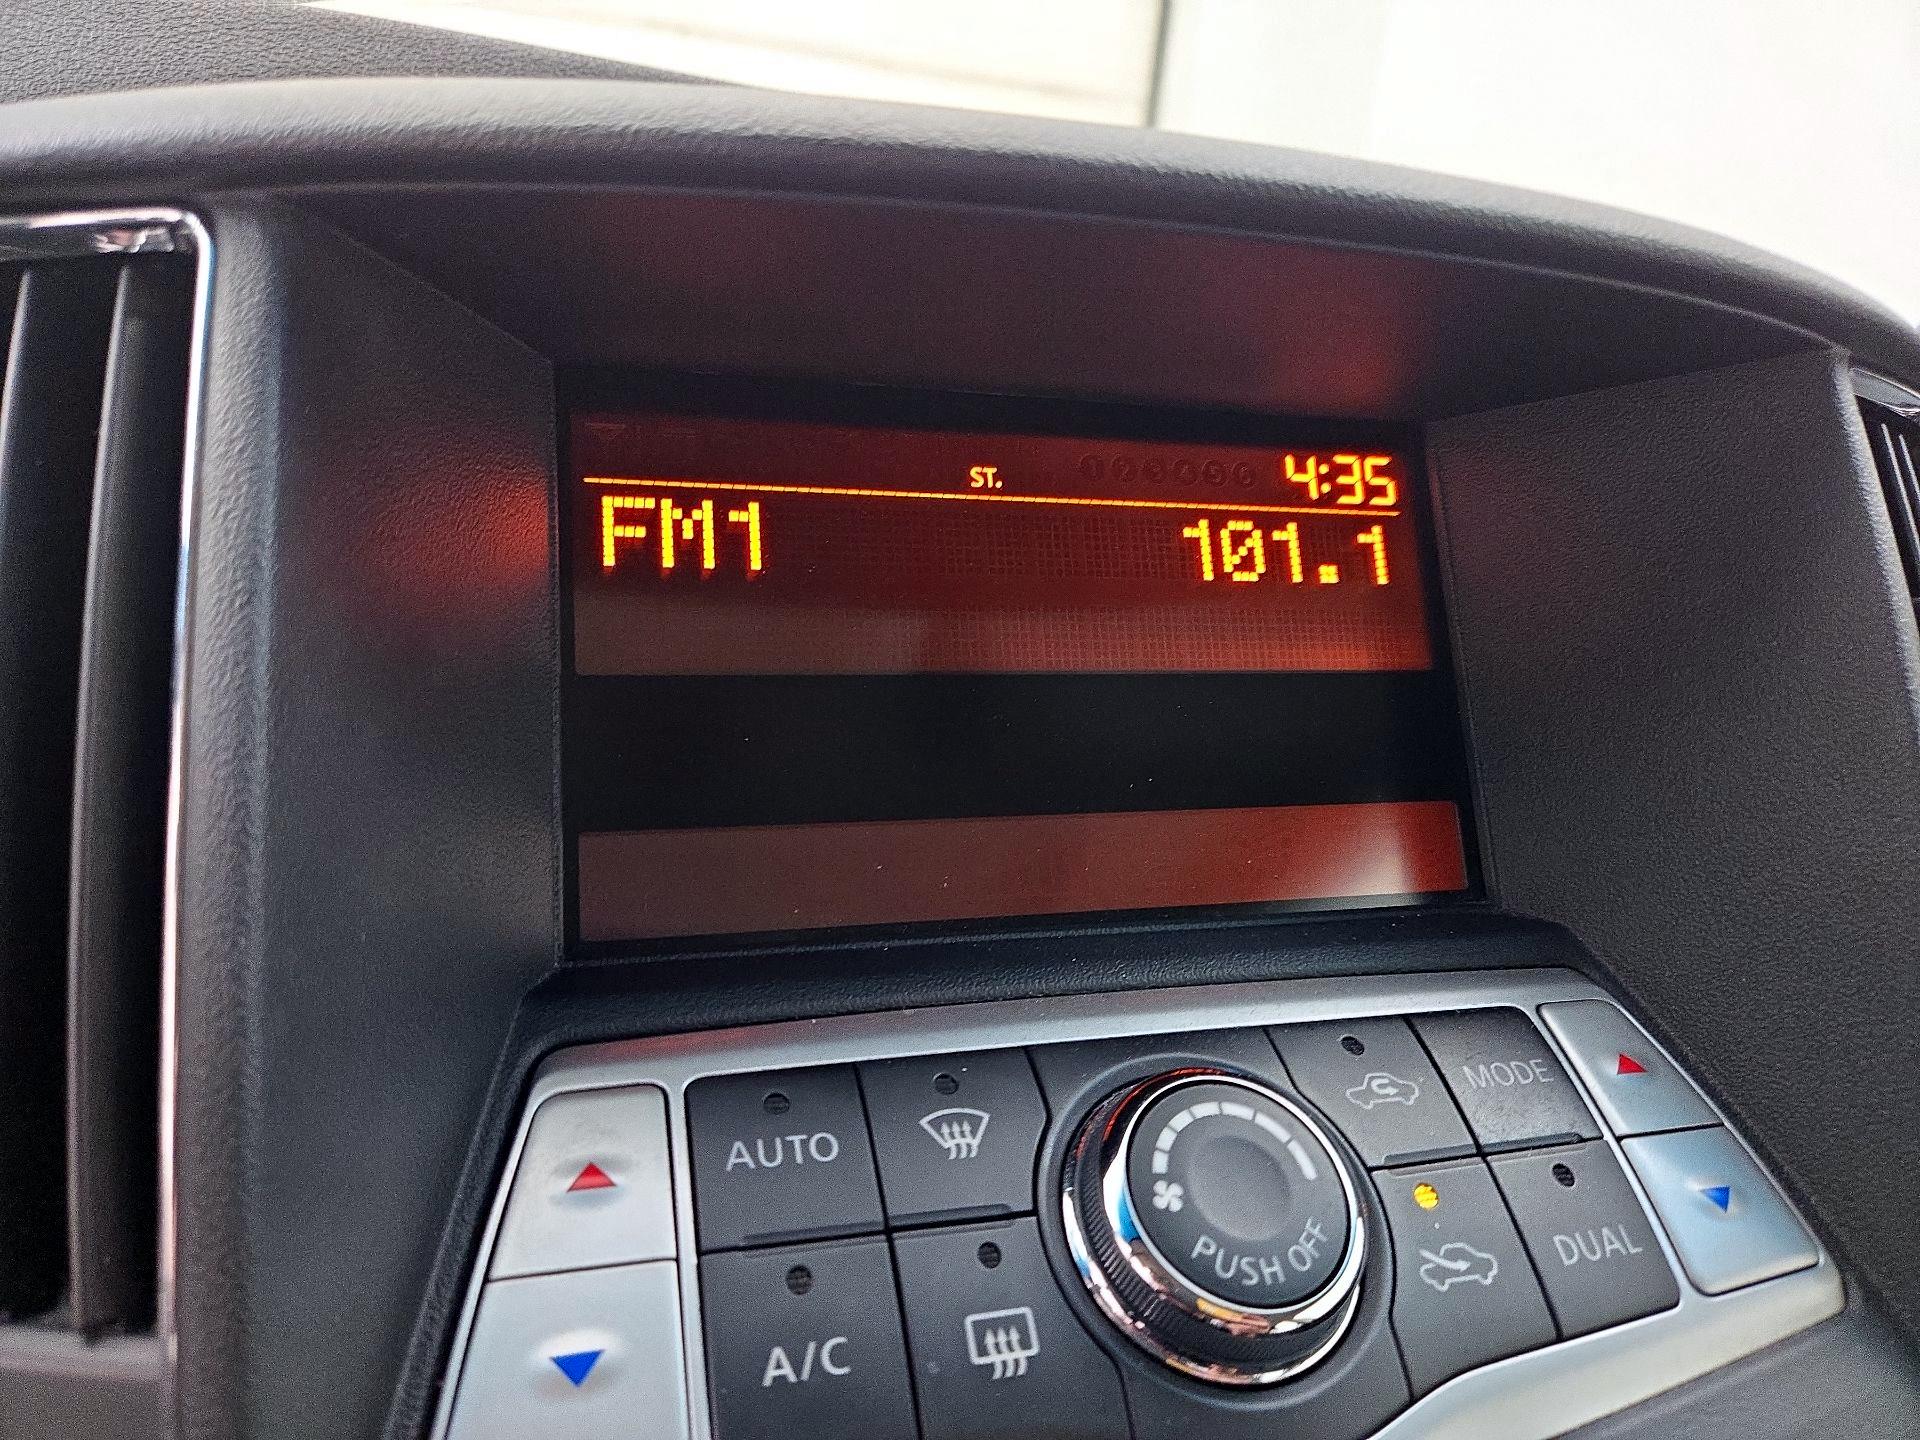 ST. 4:35
FM1 101.1
AUTO
MODE
PUSH OFF
DUAL
A/C